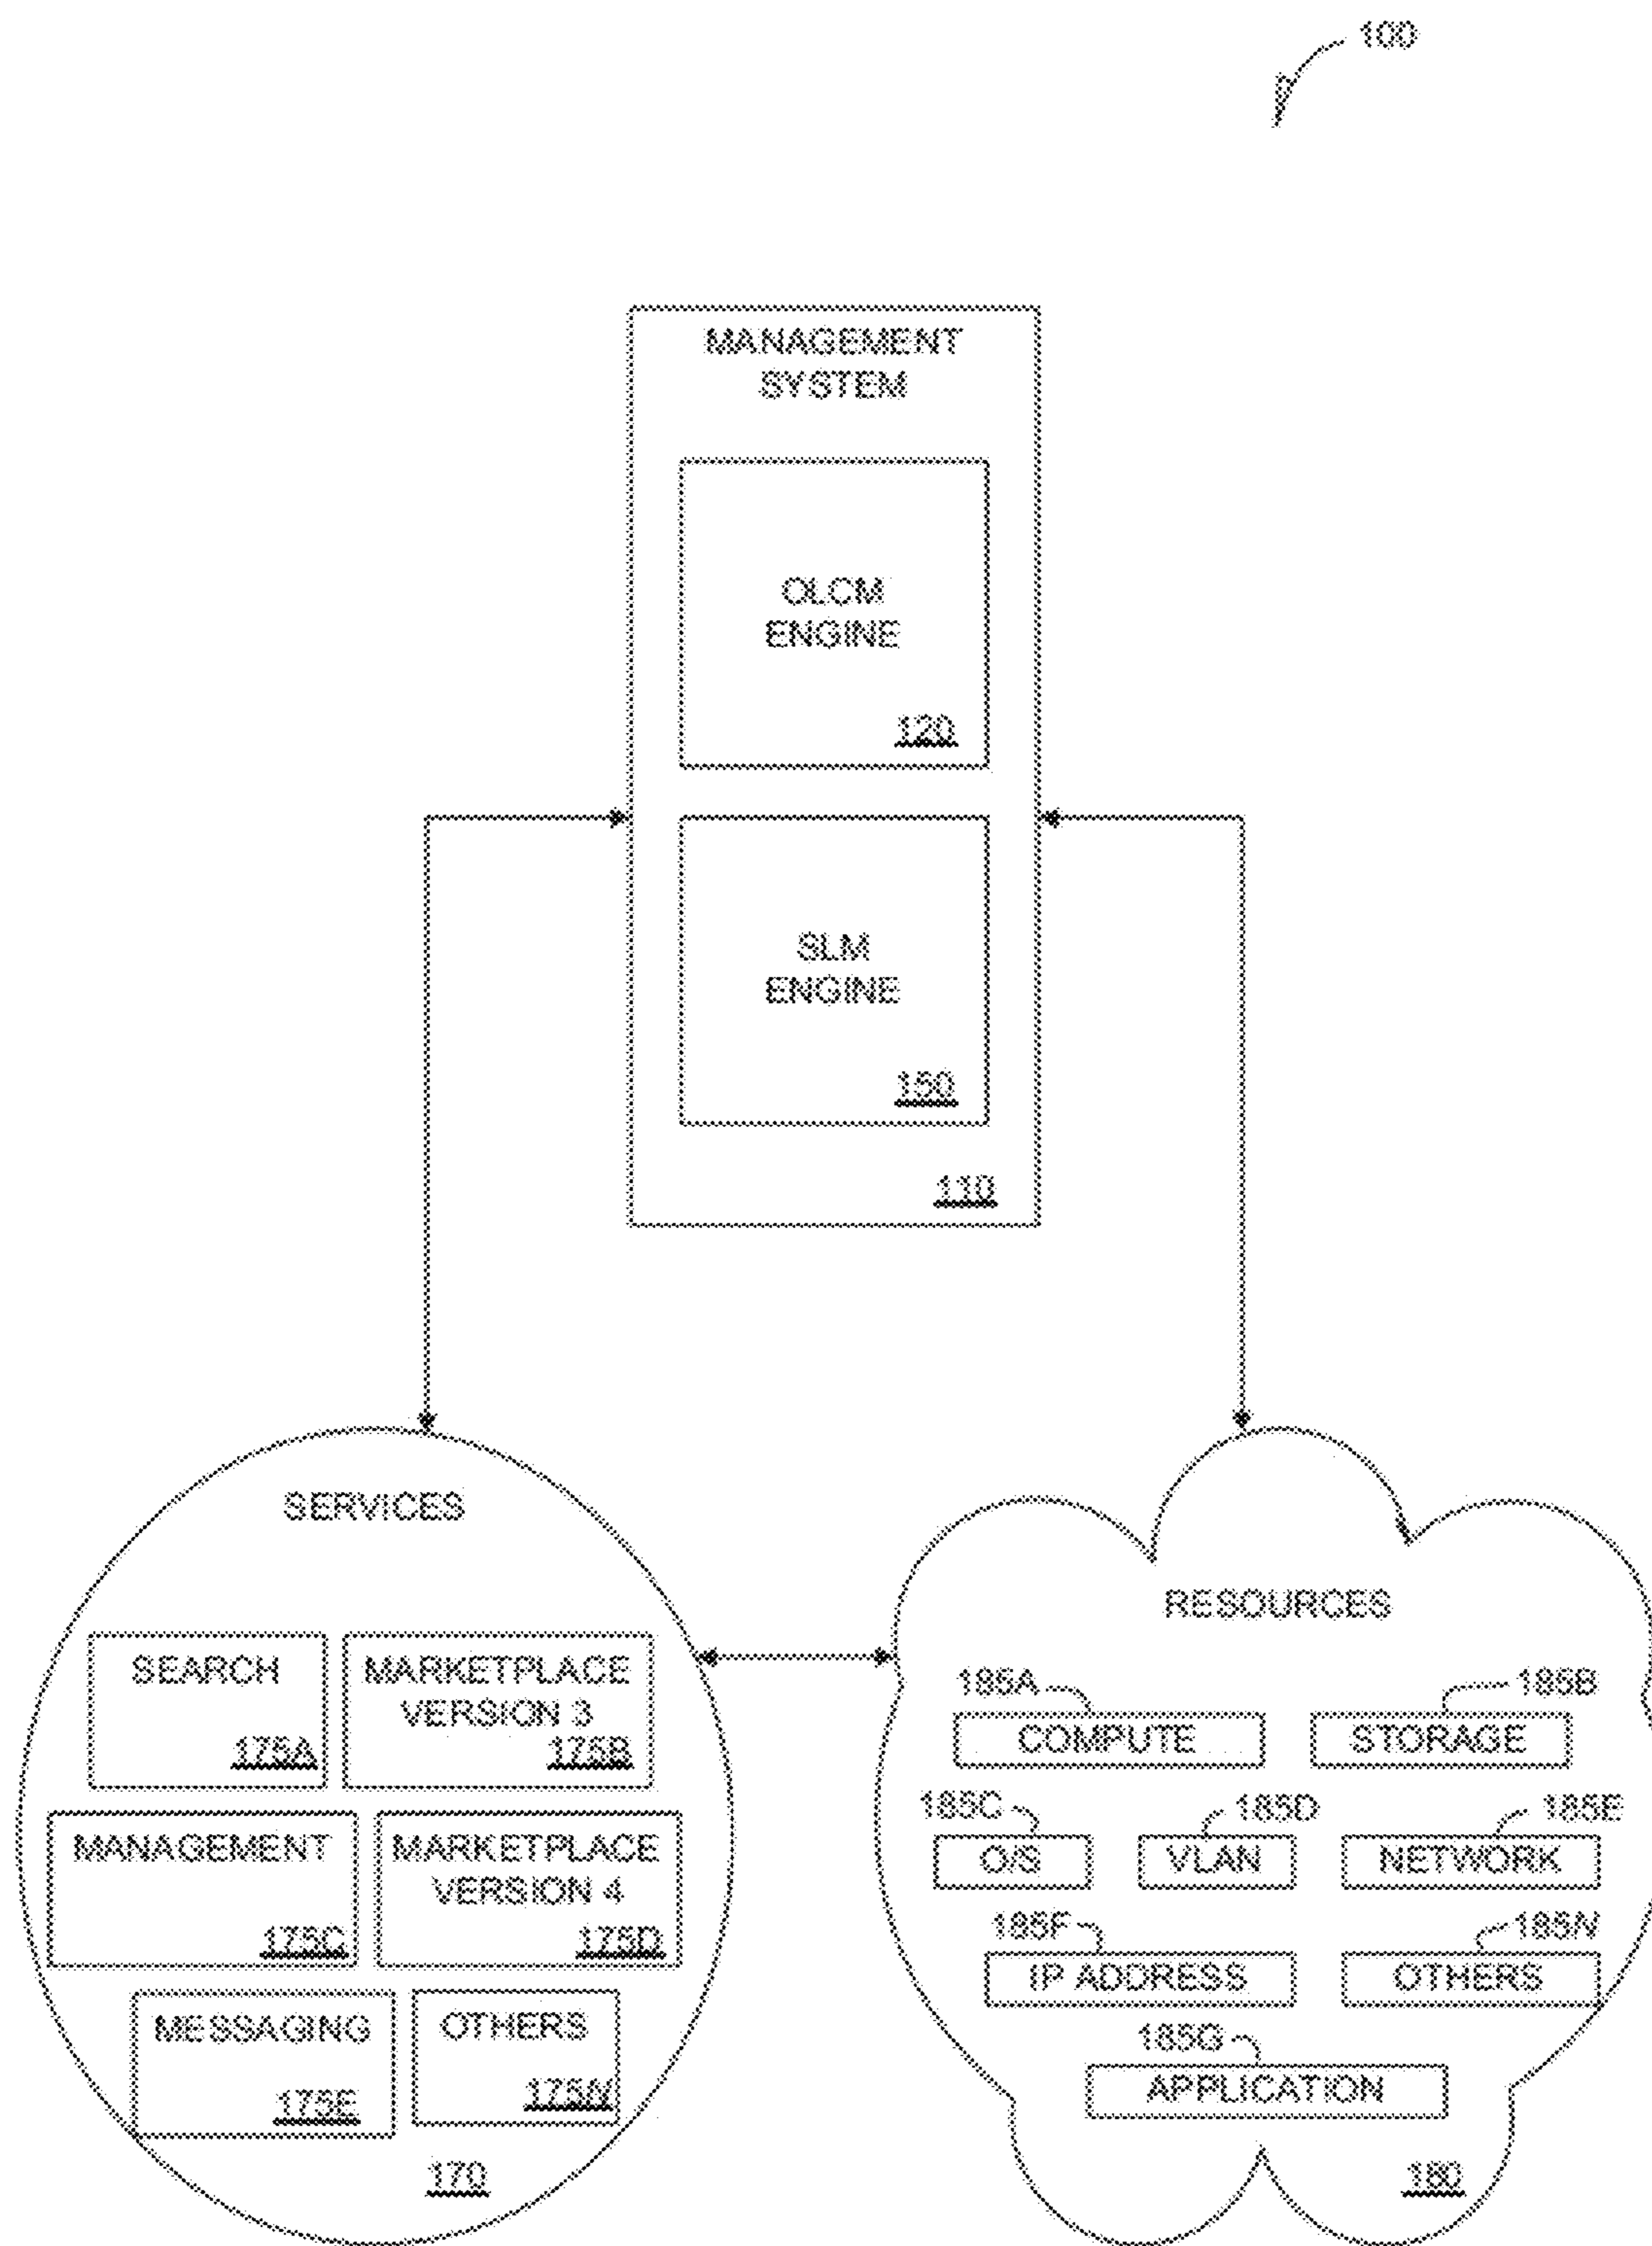 100
MANAGEMENT
SYSTEM
OLCM
ENGINE
120
SLM
ENGINE
150
110
SERVICES
SEARCH
175A
MARKETPLACE
VERSION 3
175B
MANAGEMENT
175C
MARKETPLACE
VERSION 4
175D
MESSAGING
175E
OTHERS
175N
170
RESOURCES
185A
COMPUTE
185B
STORAGE
185C
O/S
185D
VLAN
185E
NETWORK
185F
IP ADDRESS
185N
OTHERS
185G
APPLICATION
180